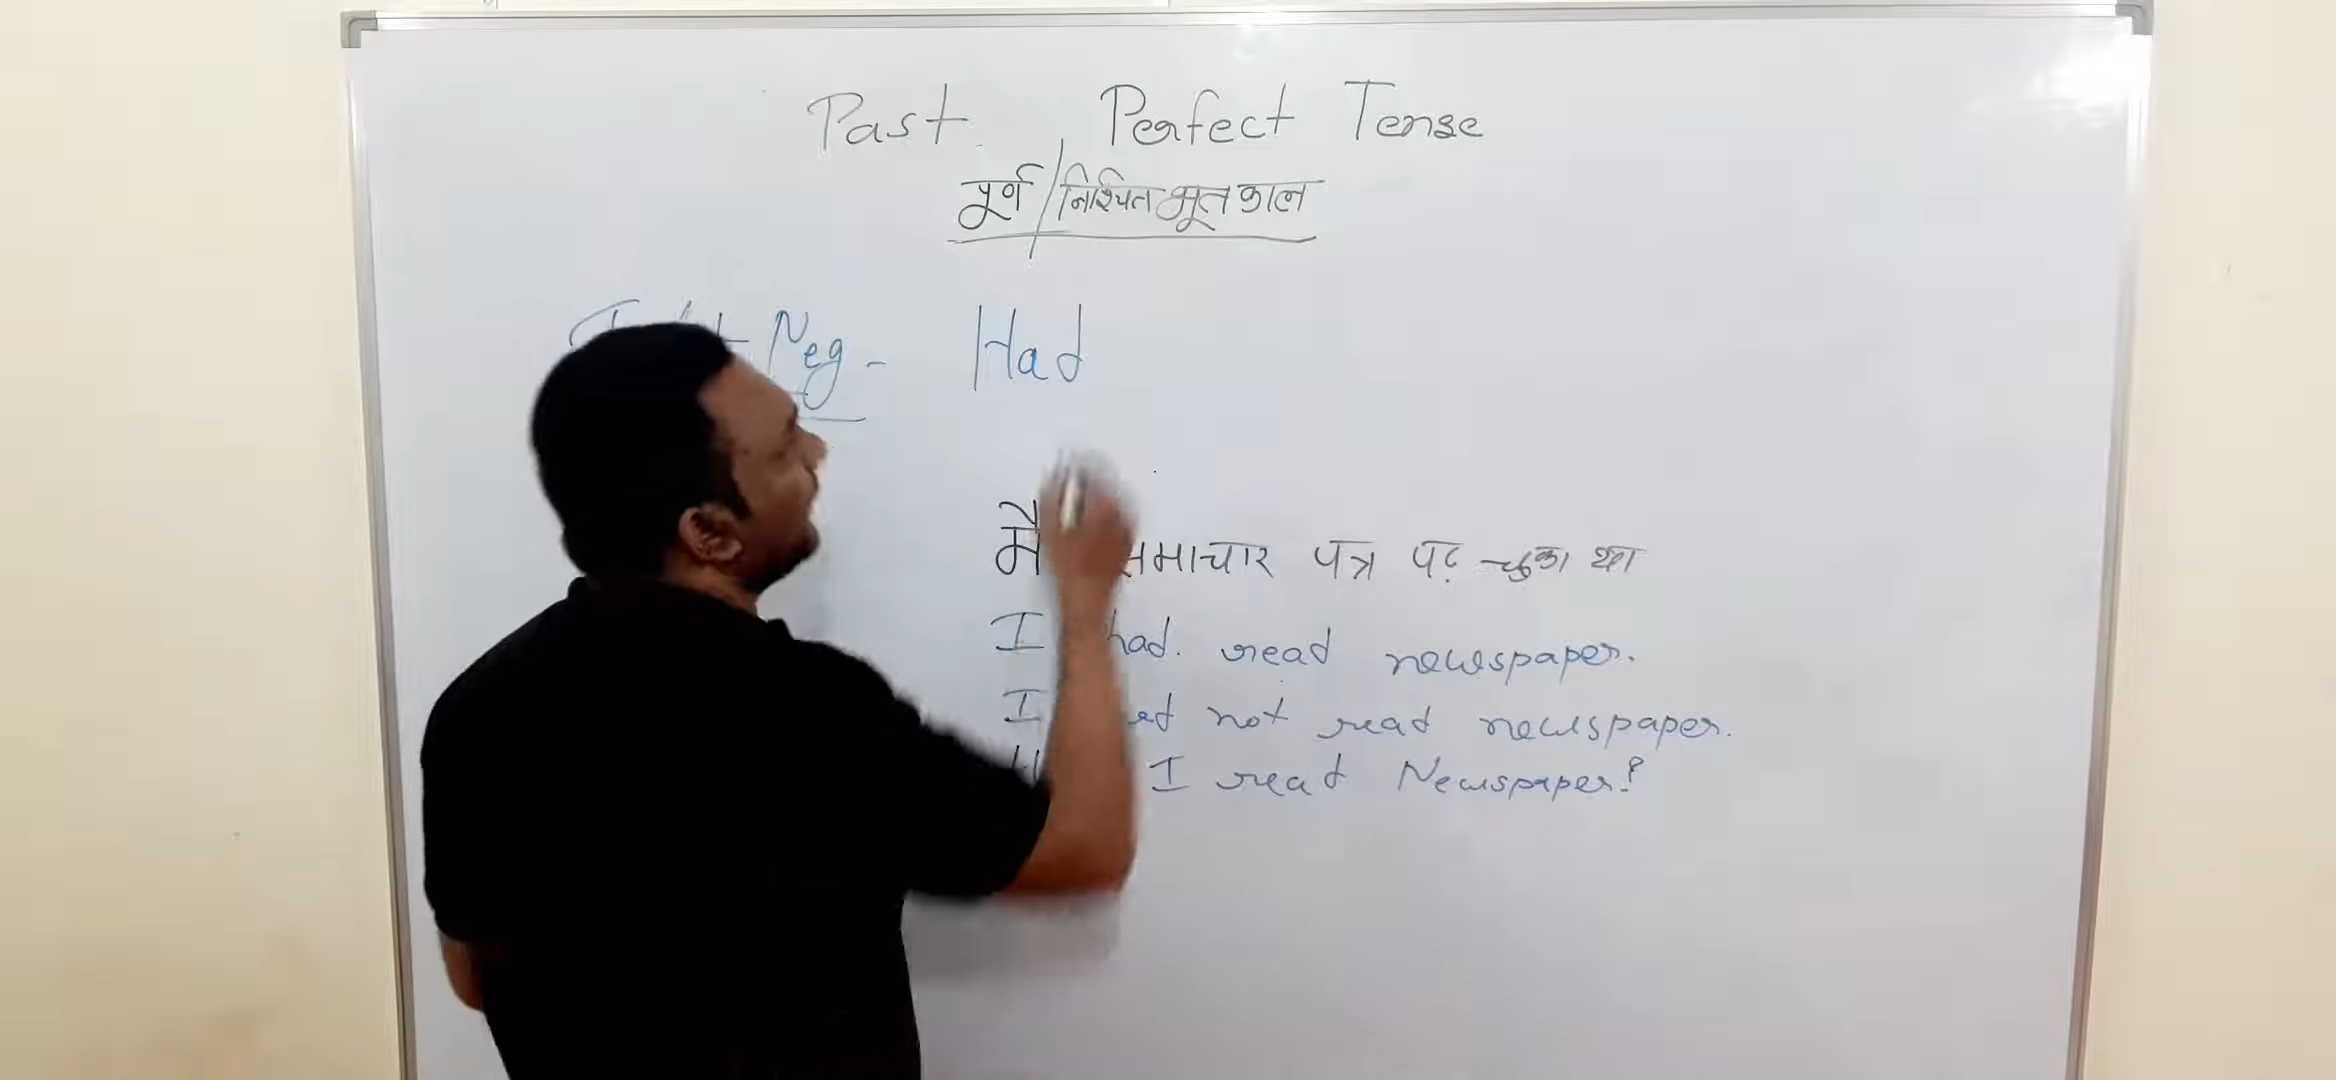 Past Perfect Tense
पूर्ण / निश्चित भूतकाल
Neg - Had
समाचार पत्र पढ़ चुका था
I had. read newspaper.
I not read newspaper.
I read Newspaper?